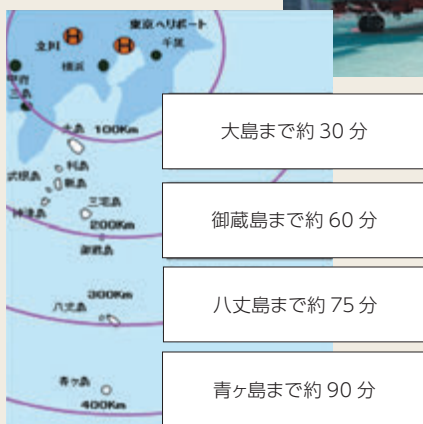 東京ヘリポート
立川
H
H
千葉
横浜
甲府
三島
大島
100Km
利島
式根島
新島
三宅島
神津島
200Km
御蔵島
300Km
八丈島
青ヶ島
400Km
大島まで約 30 分
御蔵島まで約 60 分
八丈島まで約 75 分
青ヶ島まで約 90 分